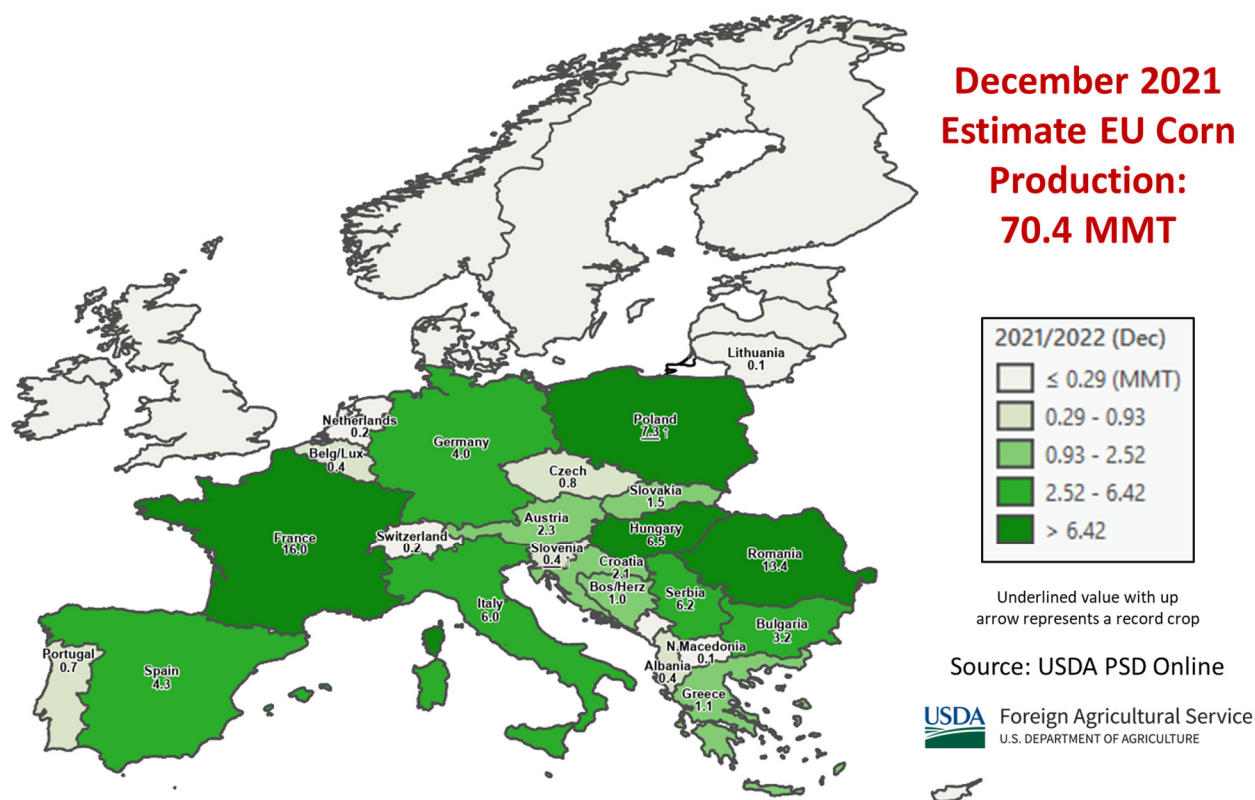 December 2021
Estimate EU Corn
Production:
70.4 MMT
2021/2022 (Dec)
≤ 0.29 (MMT)
0.29 - 0.93
0.93 - 2.52
2.52 - 6.42
> 6.42
Underlined value with up
arrow represents a record crop
Source: USDA PSD Online
USDA Foreign Agricultural Service
U.S. DEPARTMENT OF AGRICULTURE
Lithuania
0.1
Netherlands
0.2
Poland
7.3 ↑
Germany
4.0
Belg/Lux
0.4
Czech
0.8
Slovakia
1.5
Austria
2.3
Hungary
6.5
France
16.0
Switzerland
0.2
Slovenia
0.4 ↑
Croatia
2.1
Romania
13.4
Bos/Herz
1.0
Serbia
6.2
Italy
6.0
Bulgaria
3.2
N.Macedonia
0.1
Portugal
0.7
Spain
4.3
Albania
0.4
Greece
1.1